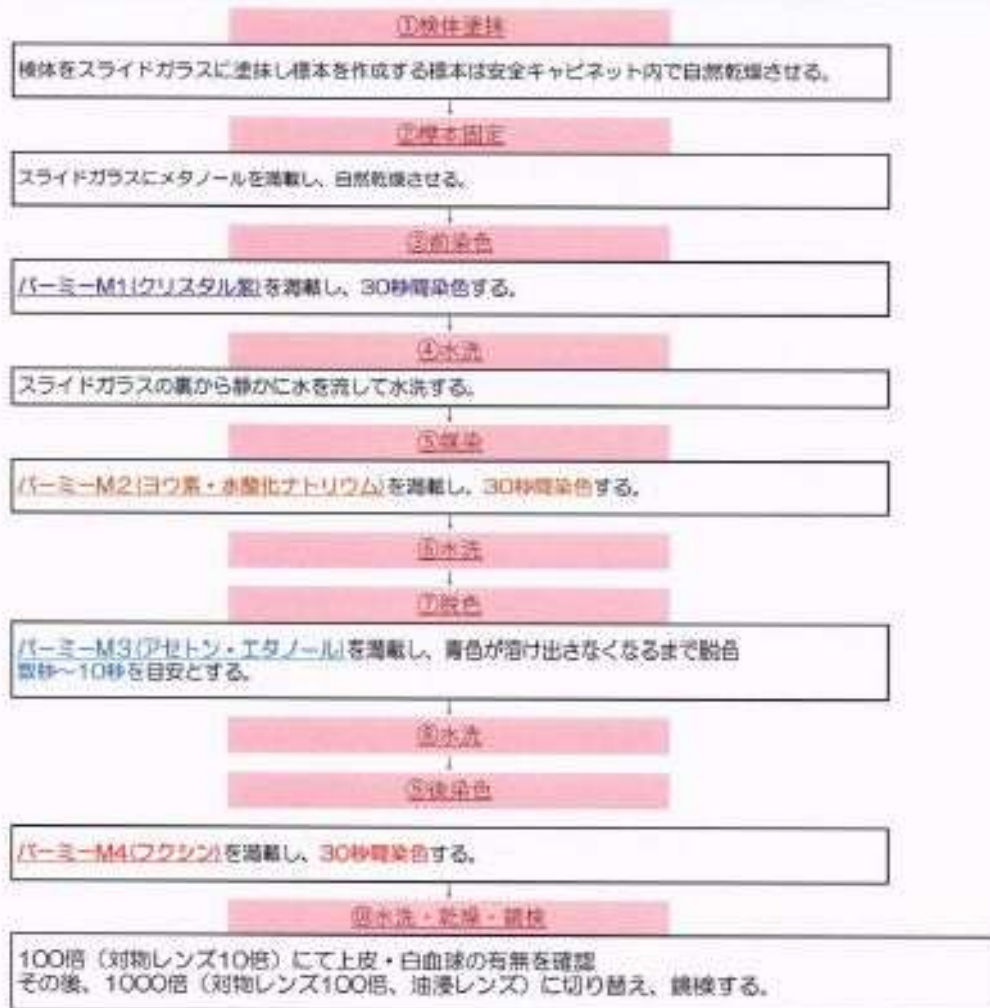 ①検体塗抹
検体をスライドガラスに塗抹し標本を作成する標本は安全キャビネット内で自然乾燥させる。
②標本固定
スライドガラスにメタノールを満載し、自然乾燥させる。
③前染色
バーミーM1(クリスタル紫)を満載し、30秒間染色する。
④水洗
スライドガラスの裏から静かに水を流して水洗する。
⑤媒染
バーミーM2(ヨウ素・水酸化ナトリウム)を満載し、30秒間染色する。
⑥水洗
⑦脱色
バーミーM3(アセトン・エタノール)を満載し、青色が溶け出さなくなるまで脱色
数秒~10秒を目安とする。
⑧水洗
⑨後染色
バーミーM4(フクシン)を満載し、30秒間染色する。
⑩水洗・乾燥・鏡検
100倍(対物レンズ10倍)にて上皮・白血球の有無を確認
その後、1000倍(対物レンズ100倍、油浸レンズ)に切り替え、鏡検する。